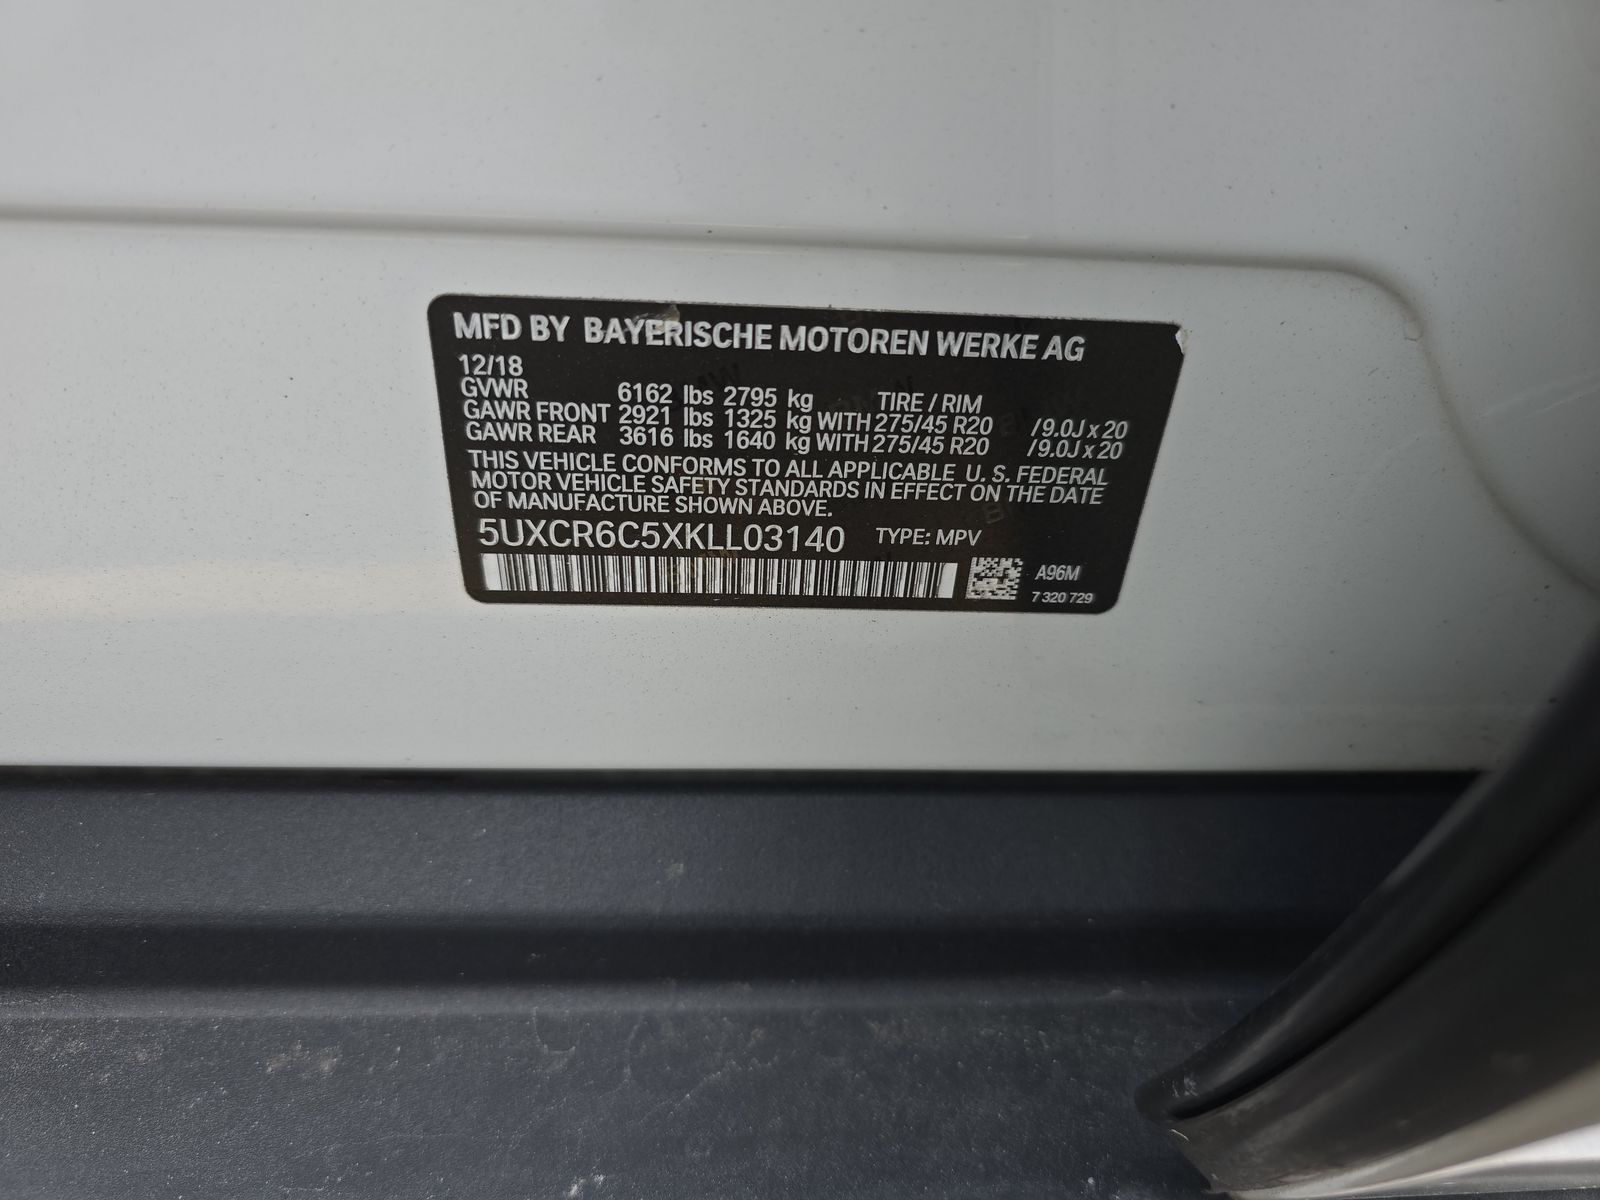 MFD BY BAYERISCHE MOTOREN WERKE AG
12/18
GVWR 6162 lbs 2795 kg TIRE / RIM
GAWR FRONT 2921 lbs 1325 kg WITH 275/45 R20 /9.0J x 20
GAWR REAR 3616 lbs 1640 kg WITH 275/45 R20 /9.0J x 20
THIS VEHICLE CONFORMS TO ALL APPLICABLE U. S. FEDERAL
MOTOR VEHICLE SAFETY STANDARDS IN EFFECT ON THE DATE
OF MANUFACTURE SHOWN ABOVE.
5UXCR6C5XKLL03140 TYPE: MPV
A96M
7 320 729